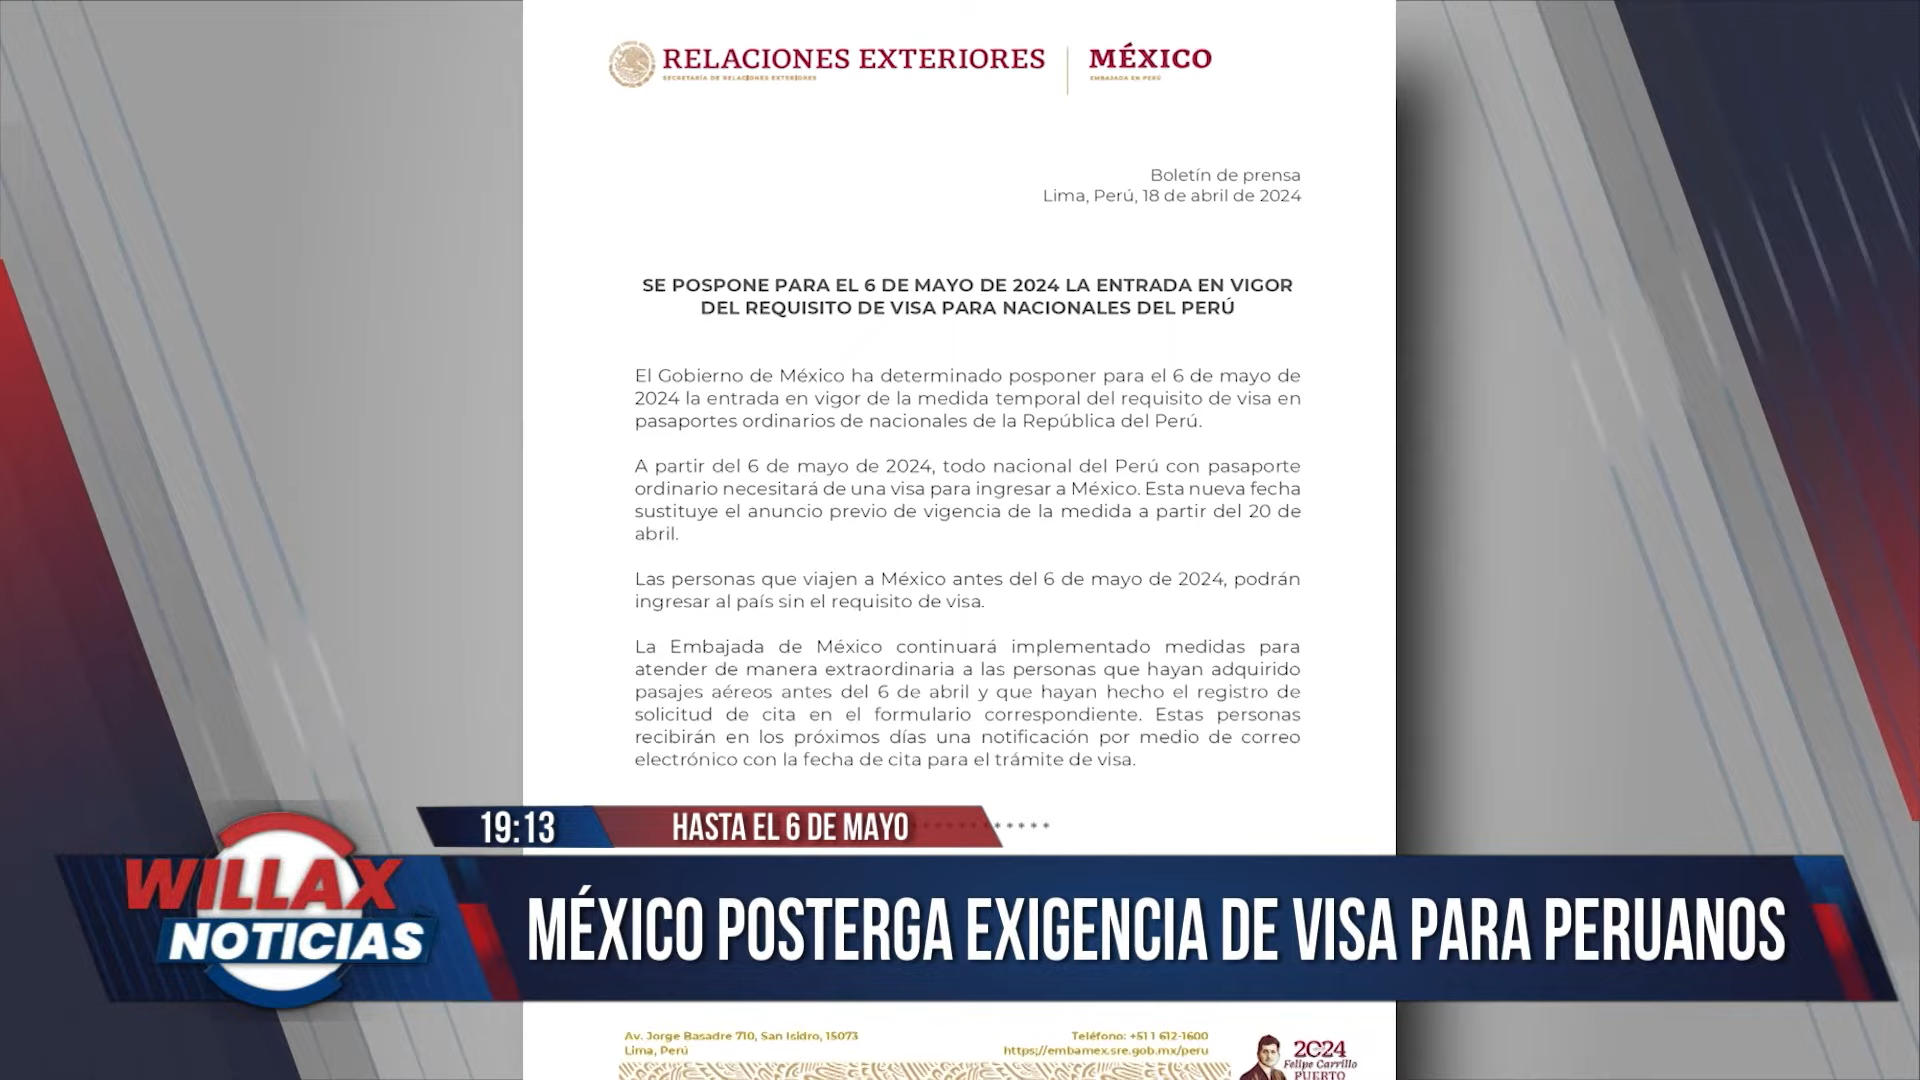 RELACIONES EXTERIORES
SECRETARÍA DE RELACIONES EXTERIORES
MÉXICO
EMBAJADA EN PERÚ
Boletín de prensa
Lima, Perú, 18 de abril de 2024
SE POSPONE PARA EL 6 DE MAYO DE 2024 LA ENTRADA EN VIGOR
DEL REQUISITO DE VISA PARA NACIONALES DEL PERÚ
El Gobierno de México ha determinado posponer para el 6 de mayo de
2024 la entrada en vigor de la medida temporal del requisito de visa en
pasaportes ordinarios de nacionales de la República del Perú.
A partir del 6 de mayo de 2024, todo nacional del Perú con pasaporte
ordinario necesitará de una visa para ingresar a México. Esta nueva fecha
sustituye el anuncio previo de vigencia de la medida a partir del 20 de
abril.
Las personas que viajen a México antes del 6 de mayo de 2024, podrán
ingresar al país sin el requisito de visa.
La Embajada de México continuará implementado medidas para
atender de manera extraordinaria a las personas que hayan adquirido
pasajes aéreos antes del 6 de abril y que hayan hecho el registro de
solicitud de cita en el formulario correspondiente. Estas personas
recibirán en los próximos días una notificación por medio de correo
electrónico con la fecha de cita para el trámite de visa.
19:13
HASTA EL 6 DE MAYO
WILLAX
NOTICIAS
MÉXICO POSTERGA EXIGENCIA DE VISA PARA PERUANOS
Av. Jorge Basadre 710, San Isidro, 15073
Lima, Perú
Teléfono: +51 1 612-1600
https://embamex.sre.gob.mx/peru
2024
Felipe Carrillo
PUERTO